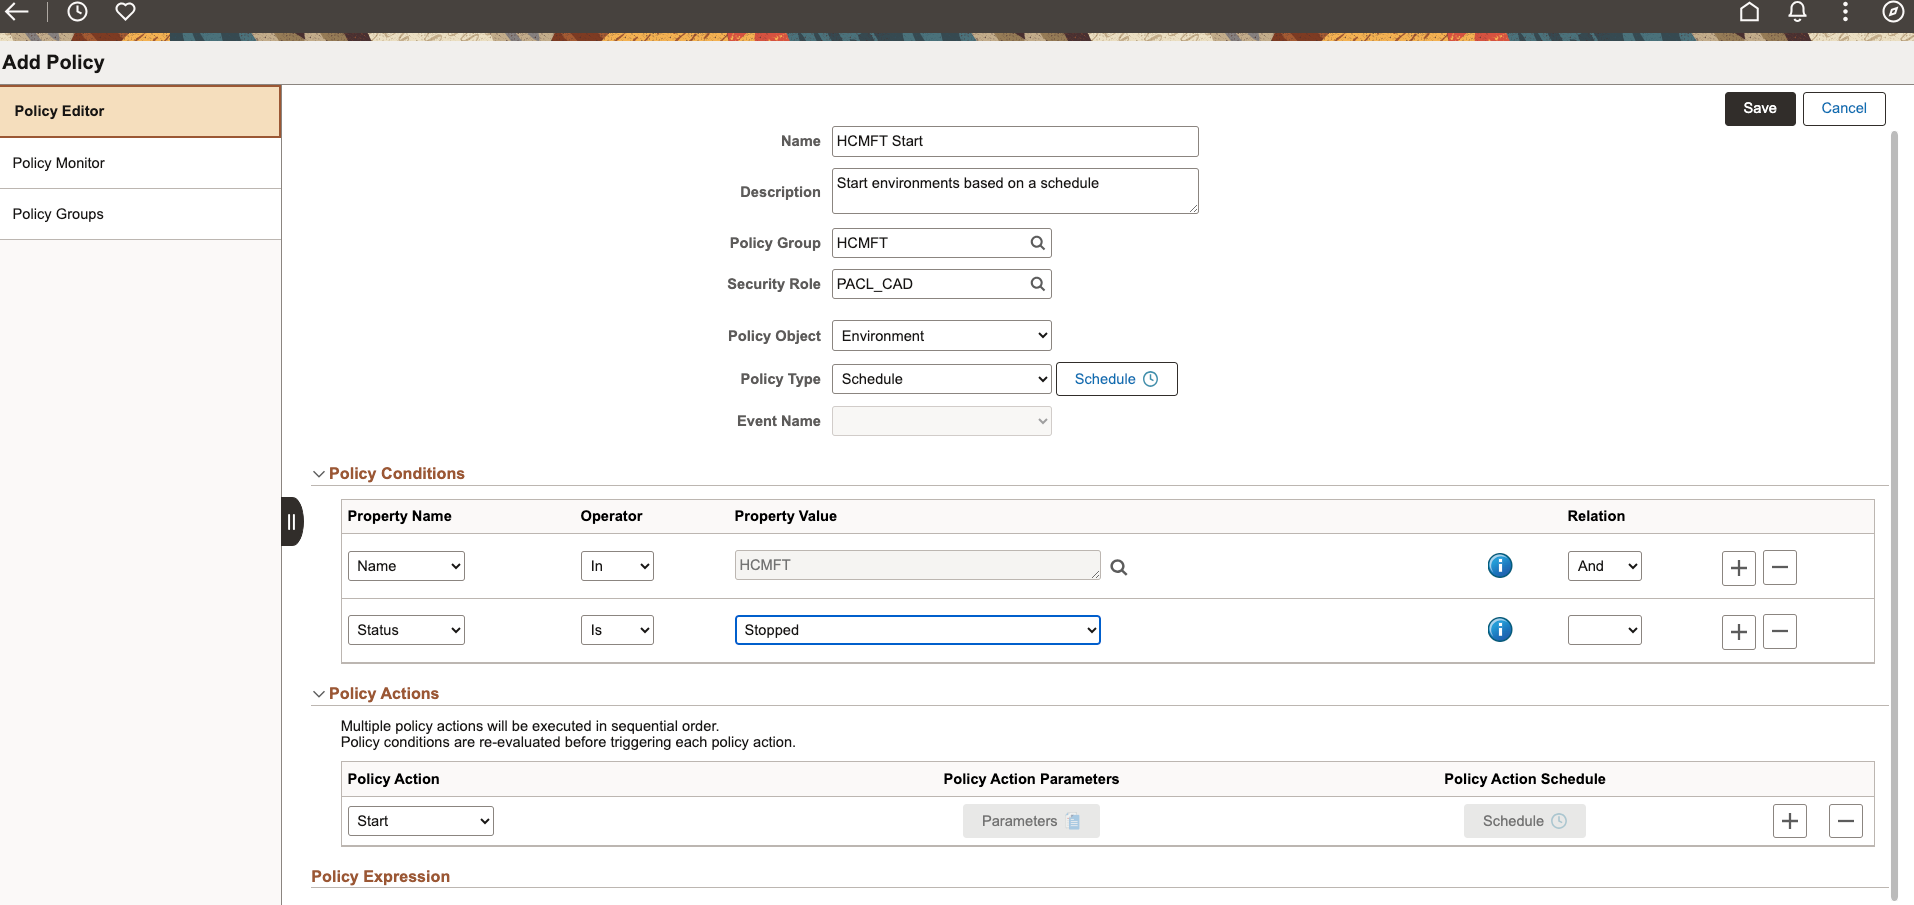 Add Policy
Policy Editor
Policy Monitor
Policy Groups
Save
Cancel
Name
HCMFT Start
Description
Start environments based on a schedule
Policy Group
HCMFT
Security Role
PACL_CAD
Policy Object
Environment
Policy Type
Schedule
Schedule
Event Name
Policy Conditions
Property Name Operator Property Value Relation
Name In HCMFT And
Status Is Stopped
Policy Actions
Multiple policy actions will be executed in sequential order.
Policy conditions are re-evaluated before triggering each policy action.
Policy Action Policy Action Parameters Policy Action Schedule
Start Parameters Schedule
Policy Expression